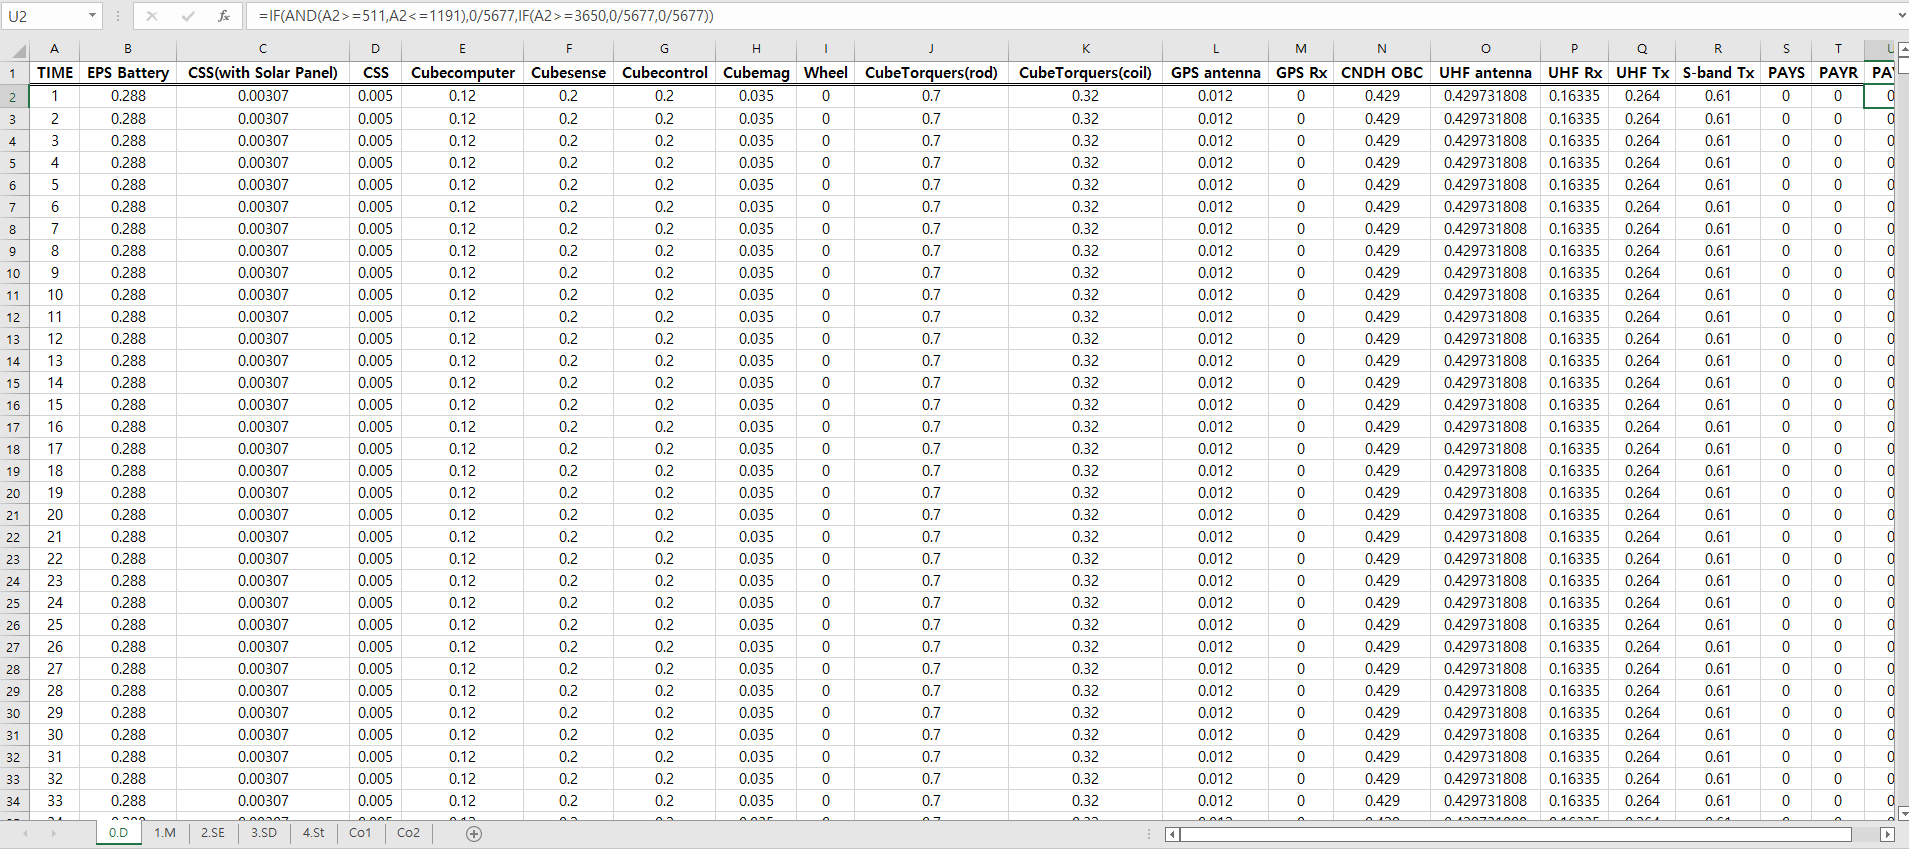 U2 fx =IF(AND(A2>=511,A2<=1191),0/5677,IF(A2>=3650,0/5677,0/5677))
A B C D E F G H I J K L M N O P Q R S T U
1 TIME EPS Battery CSS(with Solar Panel) CSS Cubecomputer Cubesense Cubecontrol Cubemag Wheel CubeTorquers(rod) CubeTorquers(coil) GPS antenna GPS Rx CNDH OBC UHF antenna UHF Rx UHF Tx S-band Tx PAYS PAYR PAY
2 1 0.288 0.00307 0.005 0.12 0.2 0.2 0.035 0 0.7 0.32 0.012 0 0.429 0.429731808 0.16335 0.264 0.61 0 0 0
3 2 0.288 0.00307 0.005 0.12 0.2 0.2 0.035 0 0.7 0.32 0.012 0 0.429 0.429731808 0.16335 0.264 0.61 0 0 0
4 3 0.288 0.00307 0.005 0.12 0.2 0.2 0.035 0 0.7 0.32 0.012 0 0.429 0.429731808 0.16335 0.264 0.61 0 0 0
5 4 0.288 0.00307 0.005 0.12 0.2 0.2 0.035 0 0.7 0.32 0.012 0 0.429 0.429731808 0.16335 0.264 0.61 0 0 0
6 5 0.288 0.00307 0.005 0.12 0.2 0.2 0.035 0 0.7 0.32 0.012 0 0.429 0.429731808 0.16335 0.264 0.61 0 0 0
7 6 0.288 0.00307 0.005 0.12 0.2 0.2 0.035 0 0.7 0.32 0.012 0 0.429 0.429731808 0.16335 0.264 0.61 0 0 0
8 7 0.288 0.00307 0.005 0.12 0.2 0.2 0.035 0 0.7 0.32 0.012 0 0.429 0.429731808 0.16335 0.264 0.61 0 0 0
9 8 0.288 0.00307 0.005 0.12 0.2 0.2 0.035 0 0.7 0.32 0.012 0 0.429 0.429731808 0.16335 0.264 0.61 0 0 0
10 9 0.288 0.00307 0.005 0.12 0.2 0.2 0.035 0 0.7 0.32 0.012 0 0.429 0.429731808 0.16335 0.264 0.61 0 0 0
11 10 0.288 0.00307 0.005 0.12 0.2 0.2 0.035 0 0.7 0.32 0.012 0 0.429 0.429731808 0.16335 0.264 0.61 0 0 0
12 11 0.288 0.00307 0.005 0.12 0.2 0.2 0.035 0 0.7 0.32 0.012 0 0.429 0.429731808 0.16335 0.264 0.61 0 0 0
13 12 0.288 0.00307 0.005 0.12 0.2 0.2 0.035 0 0.7 0.32 0.012 0 0.429 0.429731808 0.16335 0.264 0.61 0 0 0
14 13 0.288 0.00307 0.005 0.12 0.2 0.2 0.035 0 0.7 0.32 0.012 0 0.429 0.429731808 0.16335 0.264 0.61 0 0 0
15 14 0.288 0.00307 0.005 0.12 0.2 0.2 0.035 0 0.7 0.32 0.012 0 0.429 0.429731808 0.16335 0.264 0.61 0 0 0
16 15 0.288 0.00307 0.005 0.12 0.2 0.2 0.035 0 0.7 0.32 0.012 0 0.429 0.429731808 0.16335 0.264 0.61 0 0 0
17 16 0.288 0.00307 0.005 0.12 0.2 0.2 0.035 0 0.7 0.32 0.012 0 0.429 0.429731808 0.16335 0.264 0.61 0 0 0
18 17 0.288 0.00307 0.005 0.12 0.2 0.2 0.035 0 0.7 0.32 0.012 0 0.429 0.429731808 0.16335 0.264 0.61 0 0 0
19 18 0.288 0.00307 0.005 0.12 0.2 0.2 0.035 0 0.7 0.32 0.012 0 0.429 0.429731808 0.16335 0.264 0.61 0 0 0
20 19 0.288 0.00307 0.005 0.12 0.2 0.2 0.035 0 0.7 0.32 0.012 0 0.429 0.429731808 0.16335 0.264 0.61 0 0 0
21 20 0.288 0.00307 0.005 0.12 0.2 0.2 0.035 0 0.7 0.32 0.012 0 0.429 0.429731808 0.16335 0.264 0.61 0 0 0
22 21 0.288 0.00307 0.005 0.12 0.2 0.2 0.035 0 0.7 0.32 0.012 0 0.429 0.429731808 0.16335 0.264 0.61 0 0 0
23 22 0.288 0.00307 0.005 0.12 0.2 0.2 0.035 0 0.7 0.32 0.012 0 0.429 0.429731808 0.16335 0.264 0.61 0 0 0
24 23 0.288 0.00307 0.005 0.12 0.2 0.2 0.035 0 0.7 0.32 0.012 0 0.429 0.429731808 0.16335 0.264 0.61 0 0 0
25 24 0.288 0.00307 0.005 0.12 0.2 0.2 0.035 0 0.7 0.32 0.012 0 0.429 0.429731808 0.16335 0.264 0.61 0 0 0
26 25 0.288 0.00307 0.005 0.12 0.2 0.2 0.035 0 0.7 0.32 0.012 0 0.429 0.429731808 0.16335 0.264 0.61 0 0 0
27 26 0.288 0.00307 0.005 0.12 0.2 0.2 0.035 0 0.7 0.32 0.012 0 0.429 0.429731808 0.16335 0.264 0.61 0 0 0
28 27 0.288 0.00307 0.005 0.12 0.2 0.2 0.035 0 0.7 0.32 0.012 0 0.429 0.429731808 0.16335 0.264 0.61 0 0 0
29 28 0.288 0.00307 0.005 0.12 0.2 0.2 0.035 0 0.7 0.32 0.012 0 0.429 0.429731808 0.16335 0.264 0.61 0 0 0
30 29 0.288 0.00307 0.005 0.12 0.2 0.2 0.035 0 0.7 0.32 0.012 0 0.429 0.429731808 0.16335 0.264 0.61 0 0 0
31 30 0.288 0.00307 0.005 0.12 0.2 0.2 0.035 0 0.7 0.32 0.012 0 0.429 0.429731808 0.16335 0.264 0.61 0 0 0
32 31 0.288 0.00307 0.005 0.12 0.2 0.2 0.035 0 0.7 0.32 0.012 0 0.429 0.429731808 0.16335 0.264 0.61 0 0 0
33 32 0.288 0.00307 0.005 0.12 0.2 0.2 0.035 0 0.7 0.32 0.012 0 0.429 0.429731808 0.16335 0.264 0.61 0 0 0
34 33 0.288 0.00307 0.005 0.12 0.2 0.2 0.035 0 0.7 0.32 0.012 0 0.429 0.429731808 0.16335 0.264 0.61 0 0 0
0.D 1.M 2.SE 3.SD 4.St Co1 Co2